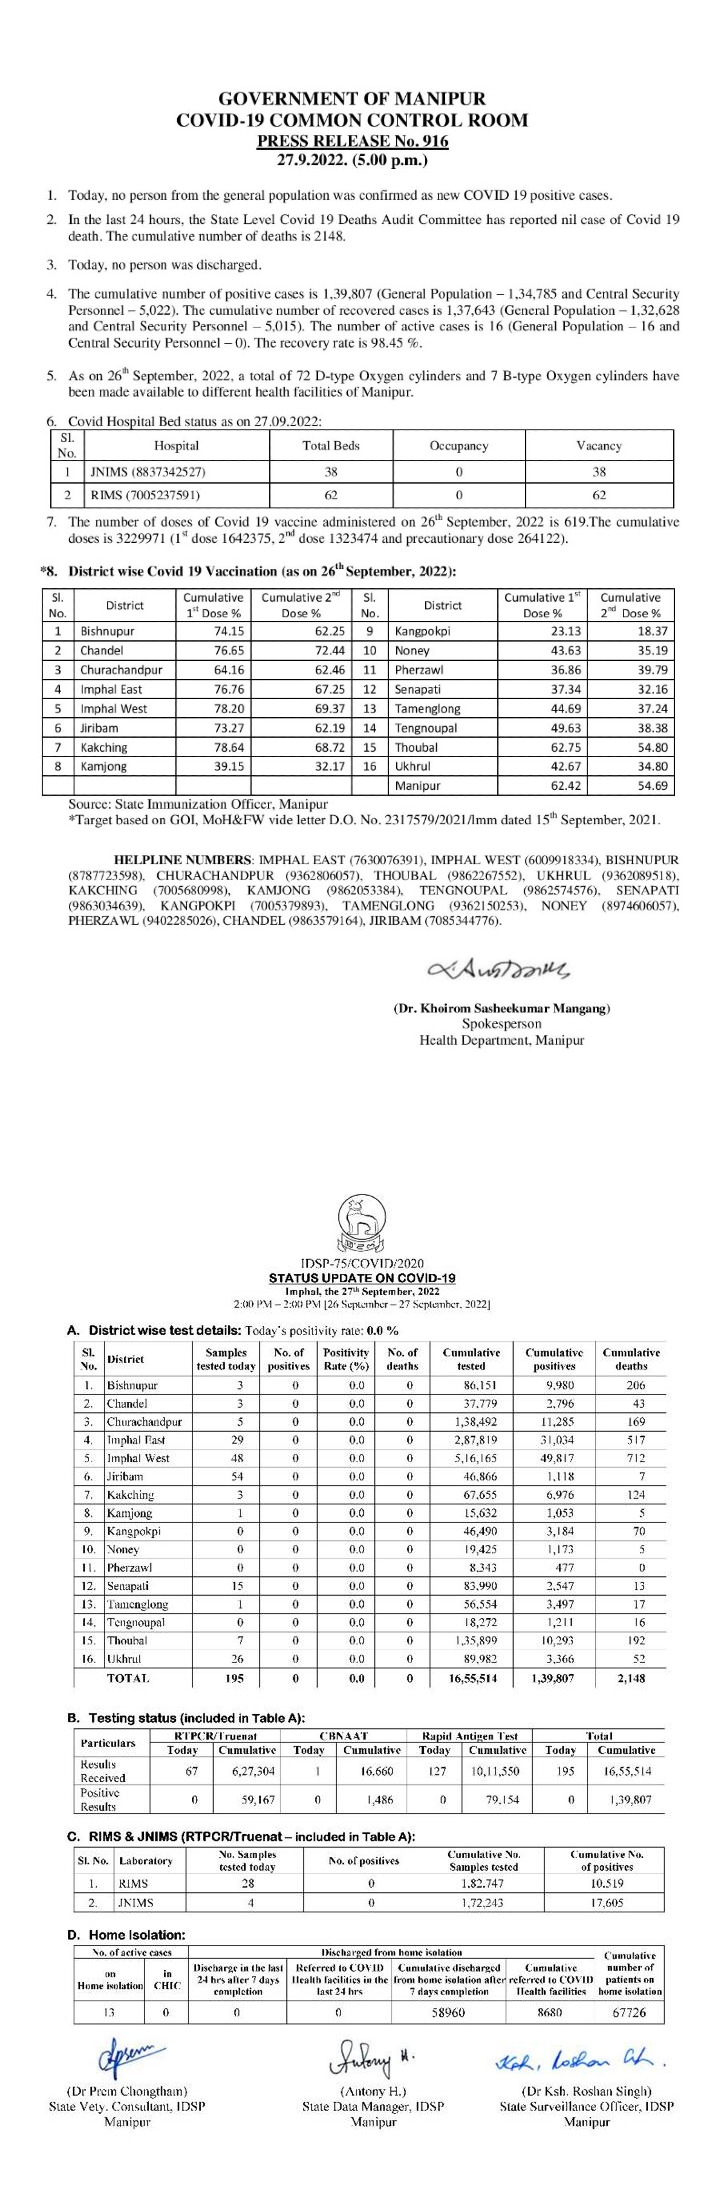 GOVERNMENT OF MANIPUR
COVID-19 COMMON CONTROL ROOM
PRESS RELEASE No. 916
27.9.2022. (5.00 p.m.)
1. Today, no person from the general population was confirmed as new COVID 19 positive cases.
2. In the last 24 hours, the State Level Covid 19 Deaths Audit Committee has reported nil case of Covid 19
death. The cumulative number of deaths is 2148.
3. Today, no person was discharged.
4. The cumulative number of positive cases is 1,39,807 (General Population – 1,34,785 and Central Security
Personnel – 5,022). The cumulative number of recovered cases is 1,37,643 (General Population – 1,32,628
and Central Security Personnel – 5,015). The number of active cases is 16 (General Population – 16 and
Central Security Personnel – 0). The recovery rate is 98.45 %.
5. As on 26th September, 2022, a total of 72 D-type Oxygen cylinders and 7 B-type Oxygen cylinders have
been made available to different health facilities of Manipur.
6. Covid Hospital Bed status as on 27.09.2022:
Sl. No. Hospital Total Beds Occupancy Vacancy
1 JNIMS (8837342527) 38 0 38
2 RIMS (7005237591) 62 0 62
7. The number of doses of Covid 19 vaccine administered on 26th September, 2022 is 619.The cumulative
doses is 3229971 (1st dose 1642375, 2nd dose 1323474 and precautionary dose 264122).
*8. District wise Covid 19 Vaccination (as on 26th September, 2022):
Sl. No. District Cumulative 1st Dose % Cumulative 2nd Dose % Sl. No. District Cumulative 1st Dose % Cumulative 2nd Dose %
1 Bishnupur 74.15 62.25 9 Kangpokpi 23.13 18.37
2 Chandel 76.65 72.44 10 Noney 43.63 35.19
3 Churachandpur 64.16 62.46 11 Pherzawl 36.86 39.79
4 Imphal East 76.76 67.25 12 Senapati 37.34 32.16
5 Imphal West 78.20 69.37 13 Tamenglong 44.69 37.24
6 Jiribam 73.27 62.19 14 Tengnoupal 49.63 38.38
7 Kakching 78.64 68.72 15 Thoubal 62.75 54.80
8 Kamjong 39.15 32.17 16 Ukhrul 42.67 34.80
Manipur 62.42 54.69
Source: State Immunization Officer, Manipur
*Target based on GOI, MoH&FW vide letter D.O. No. 2317579/2021/Imm dated 15th September, 2021.
HELPLINE NUMBERS: IMPHAL EAST (7630076391), IMPHAL WEST (6009918334), BISHNUPUR
(8787723598), CHURACHANDPUR (9362806057), THOUBAL (9862267552), UKHRUL (9362089518),
KAKCHING (7005680998), KAMJONG (9862053384), TENGNOUPAL (9862574576), SENAPATI
(9863034639), KANGPOKPI (7005379893), TAMENGLONG (9362150253), NONEY (8974606057),
PHERZAWL (9402285026), CHANDEL (9863579164), JIRIBAM (7085344776).
(Dr. Khoirom Sasheekumar Mangang)
Spokesperson
Health Department, Manipur
IDSP-75/COVID/2020
STATUS UPDATE ON COVID-19
Imphal, the 27th September, 2022
2:00 PM – 2:00 PM [26 September – 27 September, 2022]
A. District wise test details: Today's positivity rate: 0.0 %
Sl. No. District Samples tested today No. of positives Positivity Rate (%) No. of deaths Cumulative tested Cumulative positives Cumulative deaths
1. Bishnupur 3 0 0.0 0 86,151 9,980 206
2. Chandel 3 0 0.0 0 37,779 2,796 43
3. Churachandpur 5 0 0.0 0 1,38,492 11,285 169
4. Imphal East 29 0 0.0 0 2,87,819 31,034 517
5. Imphal West 48 0 0.0 0 5,16,165 49,817 712
6. Jiribam 54 0 0.0 0 46,866 1,118 7
7. Kakching 3 0 0.0 0 67,655 6,976 124
8. Kamjong 1 0 0.0 0 15,632 1,053 5
9. Kangpokpi 0 0 0.0 0 46,490 3,184 70
10. Noney 0 0 0.0 0 19,425 1,173 5
11. Pherzawl 0 0 0.0 0 8,343 477 0
12. Senapati 15 0 0.0 0 83,990 2,547 13
13. Tamenglong 1 0 0.0 0 56,554 3,497 17
14. Tengnoupal 0 0 0.0 0 18,272 1,211 16
15. Thoubal 7 0 0.0 0 1,35,899 10,293 192
16. Ukhrul 26 0 0.0 0 89,982 3,366 52
TOTAL 195 0 0.0 0 16,55,514 1,39,807 2,148
B. Testing status (included in Table A):
Particulars RTPCR/Truenat CBNAAT Rapid Antigen Test Total
Today Cumulative Today Cumulative Today Cumulative Today Cumulative
Results Received 67 6,27,304 1 16,660 127 10,11,550 195 16,55,514
Positive Results 0 59,167 0 1,486 0 79,154 0 1,39,807
C. RIMS & JNIMS (RTPCR/Truenat – included in Table A):
Sl. No. Laboratory No. Samples tested today No. of positives Cumulative No. Samples tested Cumulative No. of positives
1. RIMS 28 0 1,82,747 10,519
2. JNIMS 4 0 1,72,243 17,605
D. Home Isolation:
No. of active cases Discharged from home isolation Cumulative number of patients on home isolation
on Home isolation in CHIC Discharge in the last 24 hrs after 7 days completion Referred to COVID Health facilities in the last 24 hrs Cumulative discharged from home isolation after 7 days completion Cumulative referred to COVID Health facilities
13 0 0 0 58960 8680 67726
Antony H.
Ksh. Roshan Singh.
(Dr Prem Chongtham)
State Vety. Consultant, IDSP
Manipur
(Antony H.)
State Data Manager, IDSP
Manipur
(Dr Ksh. Roshan Singh)
State Surveillance Officer, IDSP
Manipur